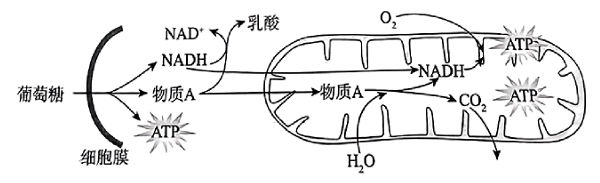 NAD⁺
乳酸
O₂
NADH
ATP
NADH
葡萄糖
物质A
物质A
ATP
CO₂
ATP
细胞膜
H₂O